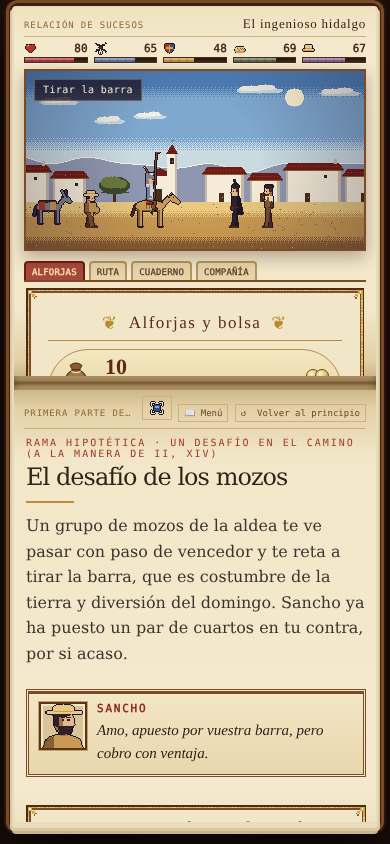 RELACIÓN DE SUCESOS
El ingenioso hidalgo
80 65 48 69 67
Tirar la barra
ALFORJAS RUTA CUADERNO COMPAÑÍA
Alforjas y bolsa
10
PRIMERA PARTE DE…
Menú
Volver al principio
RAMA HIPOTÉTICA · UN DESAFÍO EN EL CAMINO
(A LA MANERA DE II, XIV)
El desafío de los mozos
Un grupo de mozos de la aldea te ve
pasar con paso de vencedor y te reta a
tirar la barra, que es costumbre de la
tierra y diversión del domingo. Sancho ya
ha puesto un par de cuartos en tu contra,
por si acaso.
SANCHO
Amo, apuesto por vuestra barra, pero
cobro con ventaja.